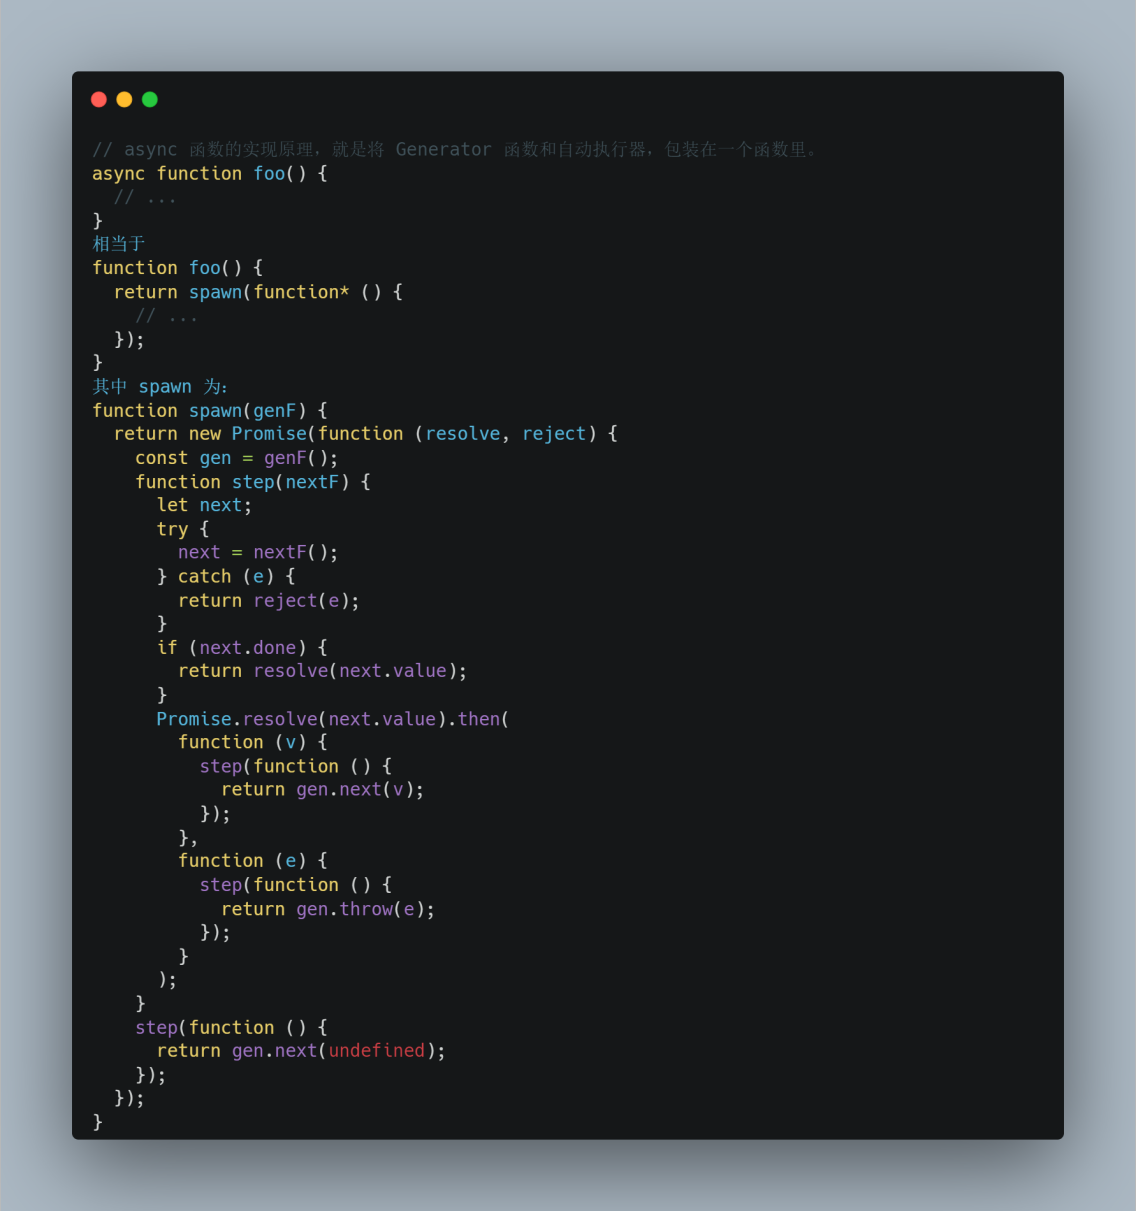 // async 函数的实现原理，就是将 Generator 函数和自动执行器，包装在一个函数里。
async function foo() {
  // ...
}
相当于
function foo() {
  return spawn(function* () {
    // ...
  });
}
其中 spawn 为：
function spawn(genF) {
  return new Promise(function (resolve, reject) {
    const gen = genF();
    function step(nextF) {
      let next;
      try {
        next = nextF();
      } catch (e) {
        return reject(e);
      }
      if (next.done) {
        return resolve(next.value);
      }
      Promise.resolve(next.value).then(
        function (v) {
          step(function () {
            return gen.next(v);
          });
        },
        function (e) {
          step(function () {
            return gen.throw(e);
          });
        }
      );
    }
    step(function () {
      return gen.next(undefined);
    });
  });
}